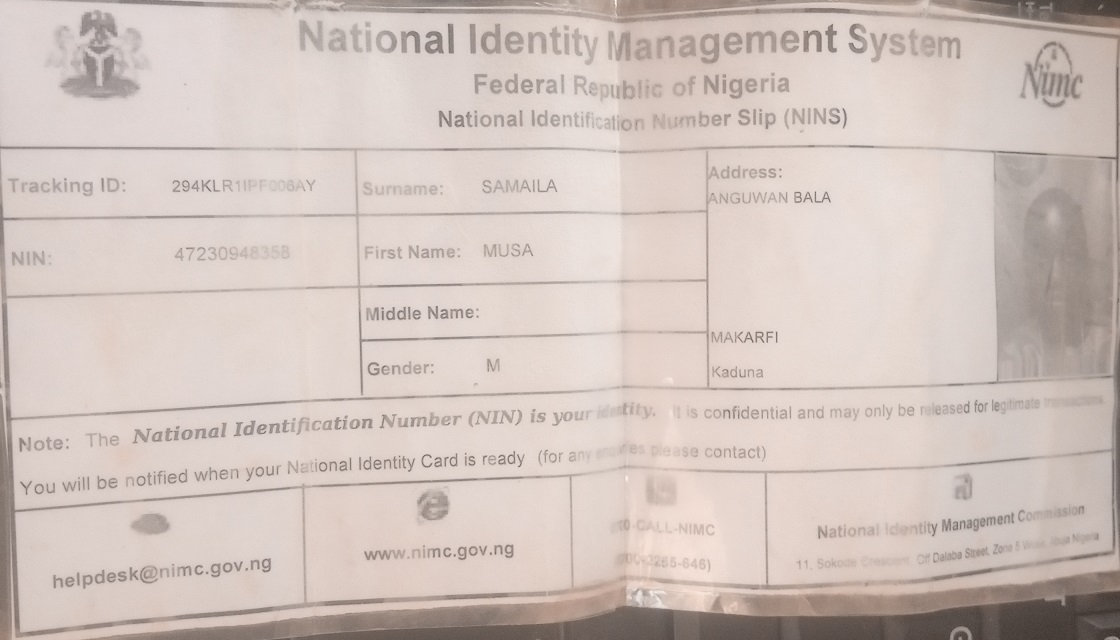 National Identity Management System
Federal Republic of Nigeria
National Identification Number Slip (NINS)
Nimc
Tracking ID:
Surname: SAMAILA
Address:
ANGUWAN BALA
NIN: 47230948358
First Name: MUSA
Middle Name:
MAKARFI
Gender: M
Kaduna
Note: The National Identification Number (NIN) is your identity. It is confidential and may only be released for legitimate
You will be notified when your National Identity Card is ready (for any please contact)
helpdesk@nimc.gov.ng
www.nimc.gov.ng
-CALL-NIMC
National Identity Management Commission
11, Sokode Off Dalaba Street, Zone 5 Nigeria